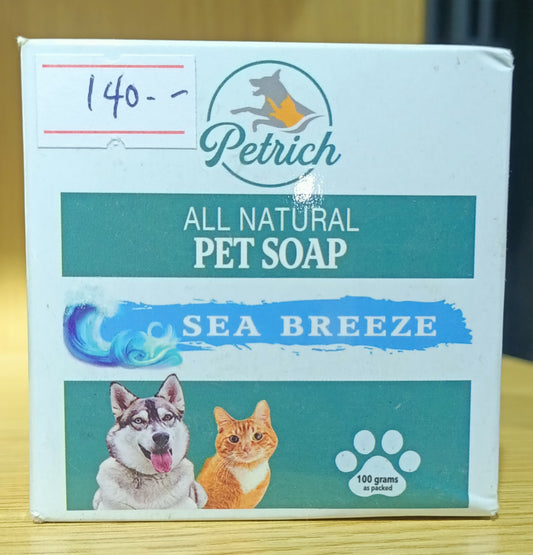 140--
Petrich
ALL NATURAL
PET SOAP
SEA BREEZE
100 grams
as packed